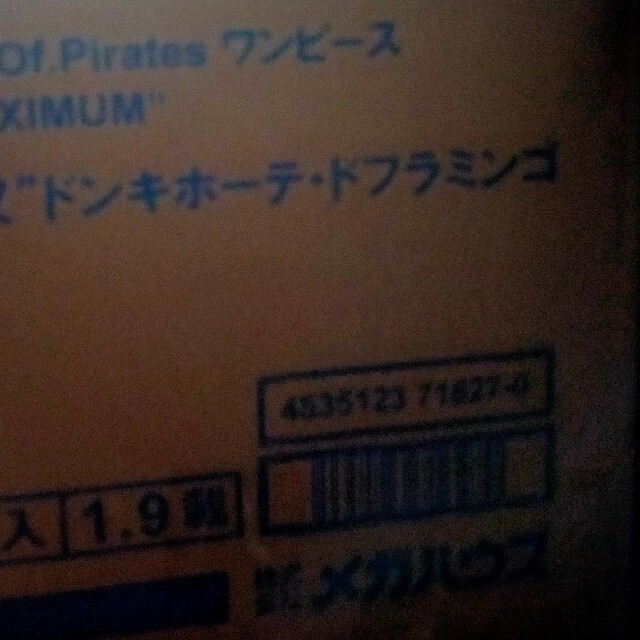 Of.Pirates ワンピース
XIMUM"
"ドンキホーテ・ドフラミンゴ
4535123 71827-0
入 1.9
メガハウス